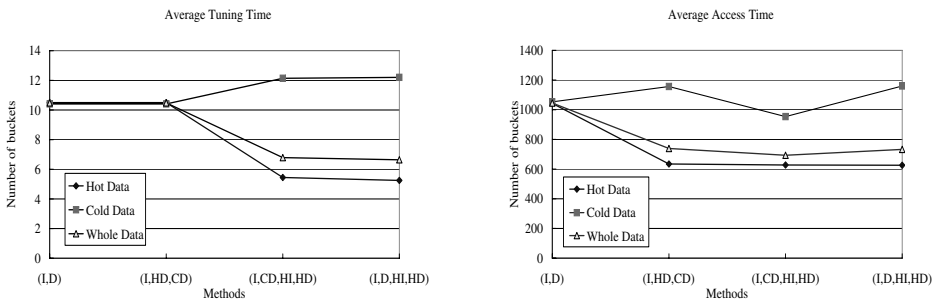 Average Tuning Time
14
12
10
8
6
4
2
0
Number of buckets
Hot Data
Cold Data
Whole Data
(I,D)
(I,HD,CD)
(I,CD,HI,HD)
(I,D,HI,HD)
Methods
Average Access Time
1400
1200
1000
800
600
400
200
0
Number of buckets
Hot Data
Cold Data
Whole Data
(I,D)
(I,HD,CD)
(I,CD,HI,HD)
(I,D,HI,HD)
Methods